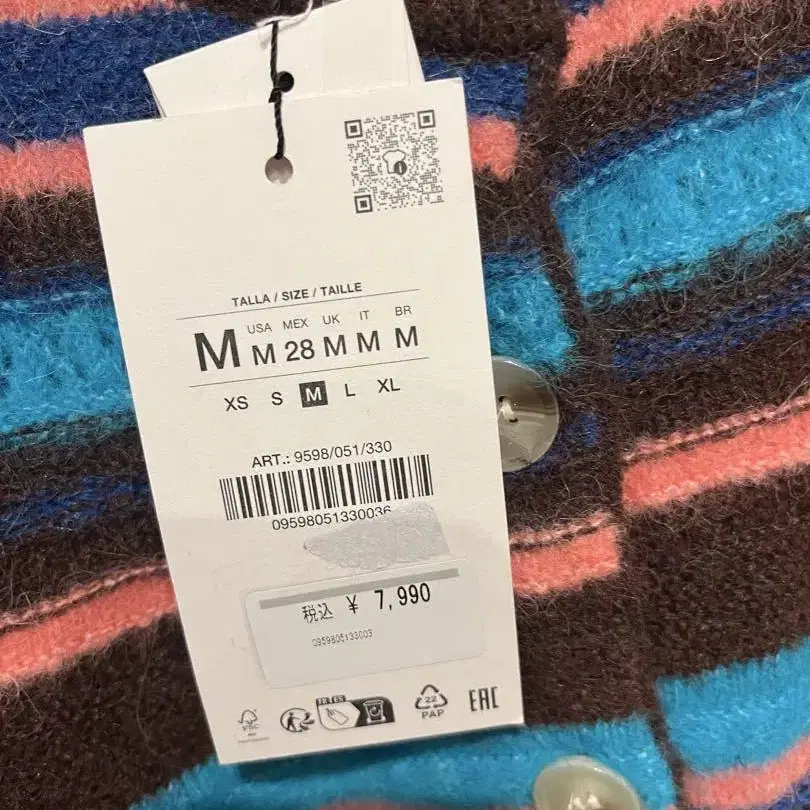 TALLA / SIZE / TAILLE
USA MEX UK IT BR
M M 28 M M M
XS S M L XL
ART.: 9598/051/330
09598051330036
税込 ¥ 7,990
0959805133003
FSC
22
PAP
EAC